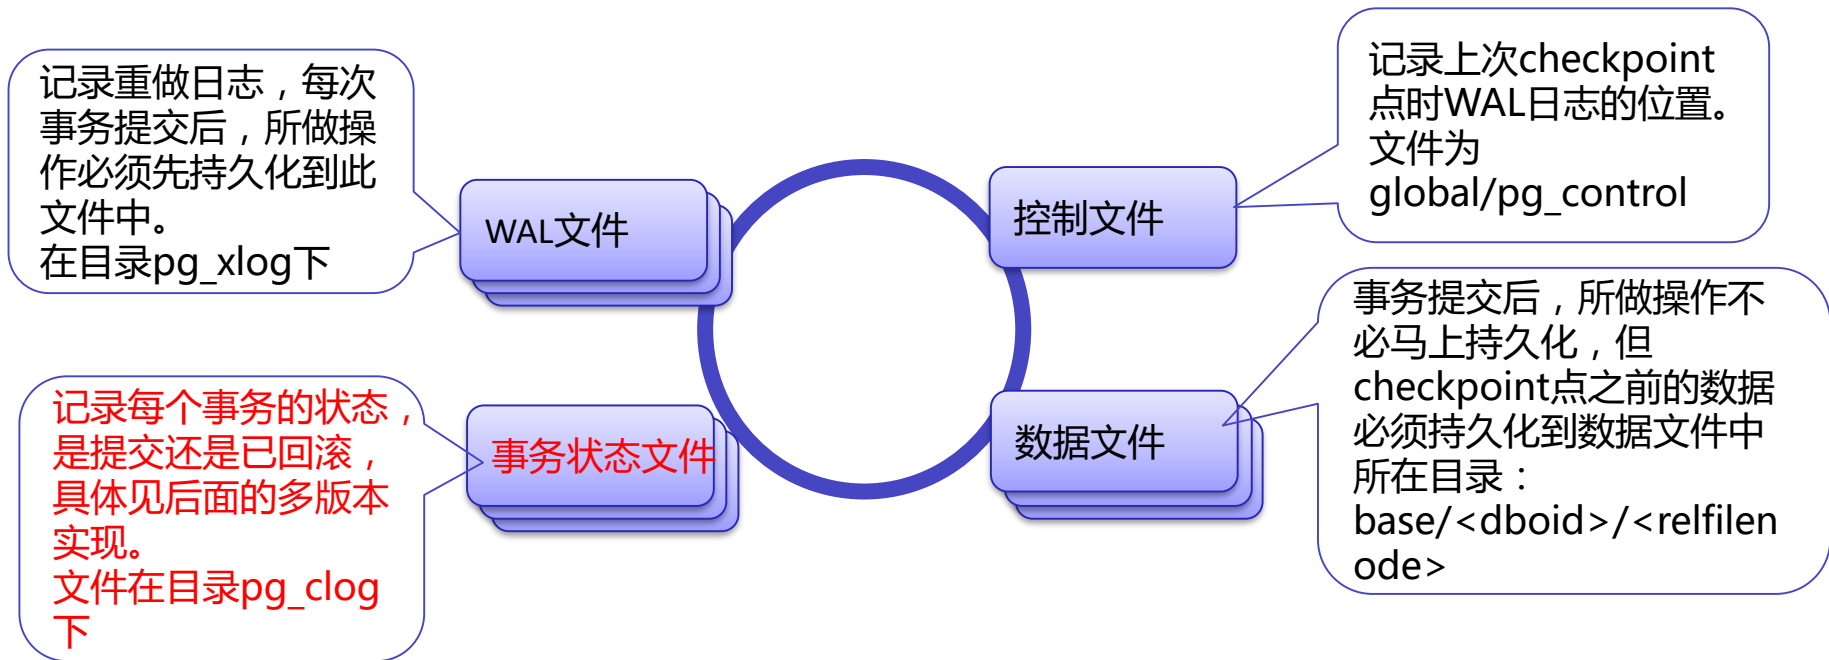 记录重做日志，每次
事务提交后，所做操
作必须先持久化到此
文件中。
在目录pg_xlog下
WAL文件
记录上次checkpoint
点时WAL日志的位置。
文件为
global/pg_control
控制文件
记录每个事务的状态，
是提交还是已回滚，
具体见后面的多版本
实现。
文件在目录pg_clog
下
事务状态文件
事务提交后，所做操作不
必马上持久化，但
checkpoint点之前的数据
必须持久化到数据文件中
所在目录：
base/<dboid>/<relfilen
ode>
数据文件